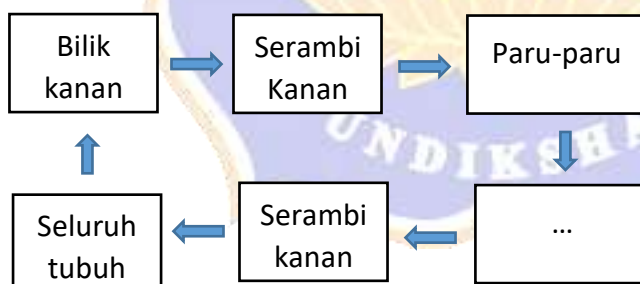 Bilik
kanan
Serambi
Kanan
Paru-paru
UNDIKSHA
Seluruh
tubuh
Serambi
kanan
...